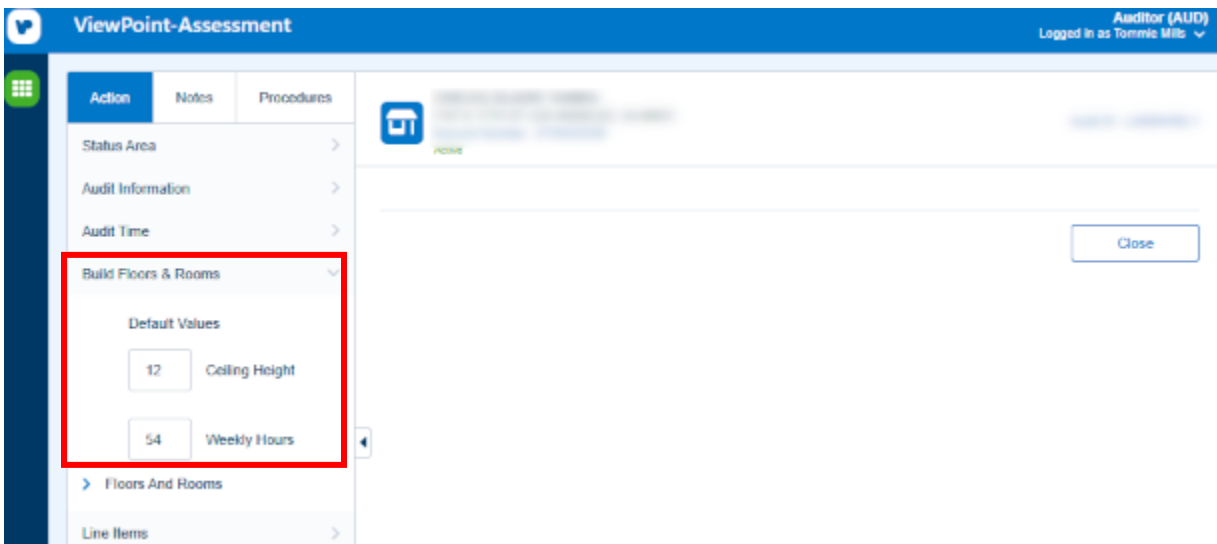 ViewPoint-Assessment
Auditor (AUD)
Logged in as Tommie Mills
Action
Notes
Procedures
Status Area
Audit Information
Audit Time
Build Floors & Rooms
Default Values
12 Ceiling Height
54 Weekly Hours
Floors And Rooms
Line Items
Active
Close